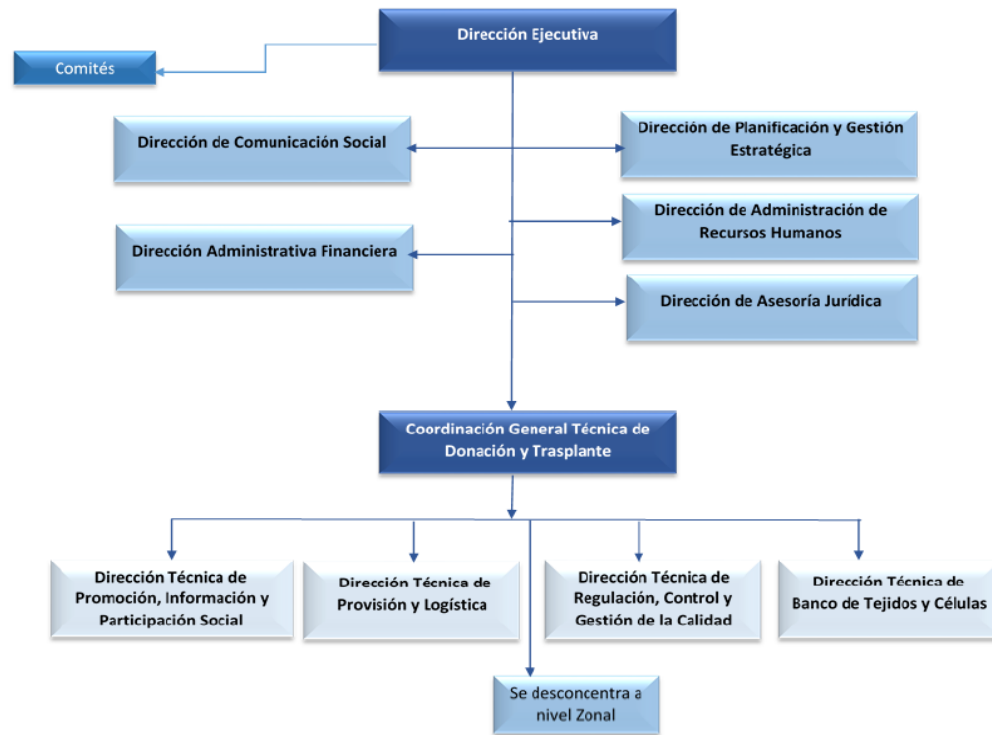 Dirección Ejecutiva
Comités
Dirección de Comunicación Social
Dirección de Planificación y Gestión
Estratégica
Dirección de Administración de
Recursos Humanos
Dirección Administrativa Financiera
Dirección de Asesoría Jurídica
Coordinación General Técnica de
Donación y Trasplante
Dirección Técnica de
Promoción, Información y
Participación Social
Dirección Técnica de
Provisión y Logística
Dirección Técnica de
Regulación, Control y
Gestión de la Calidad
Dirección Técnica de
Banco de Tejidos y Células
Se desconcentra a
nivel Zonal